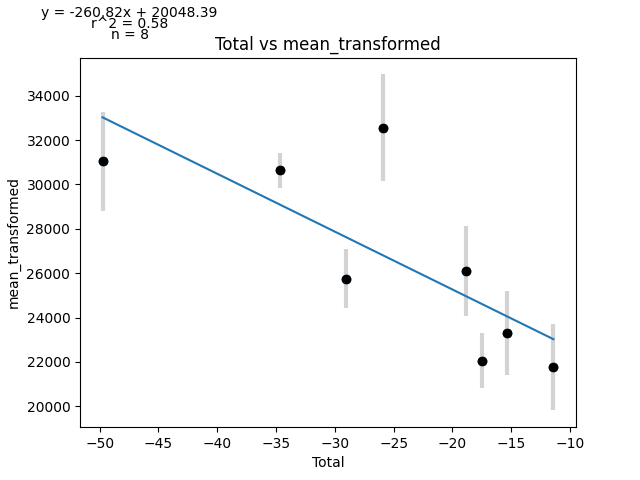 y = -260.82x + 20048.39
r^2 = 0.58
n = 8
Total vs mean_transformed
34000
32000
30000
28000
26000
24000
22000
20000
mean_transformed
−50
−45
−40
−35
−30
−25
−20
−15
−10
Total